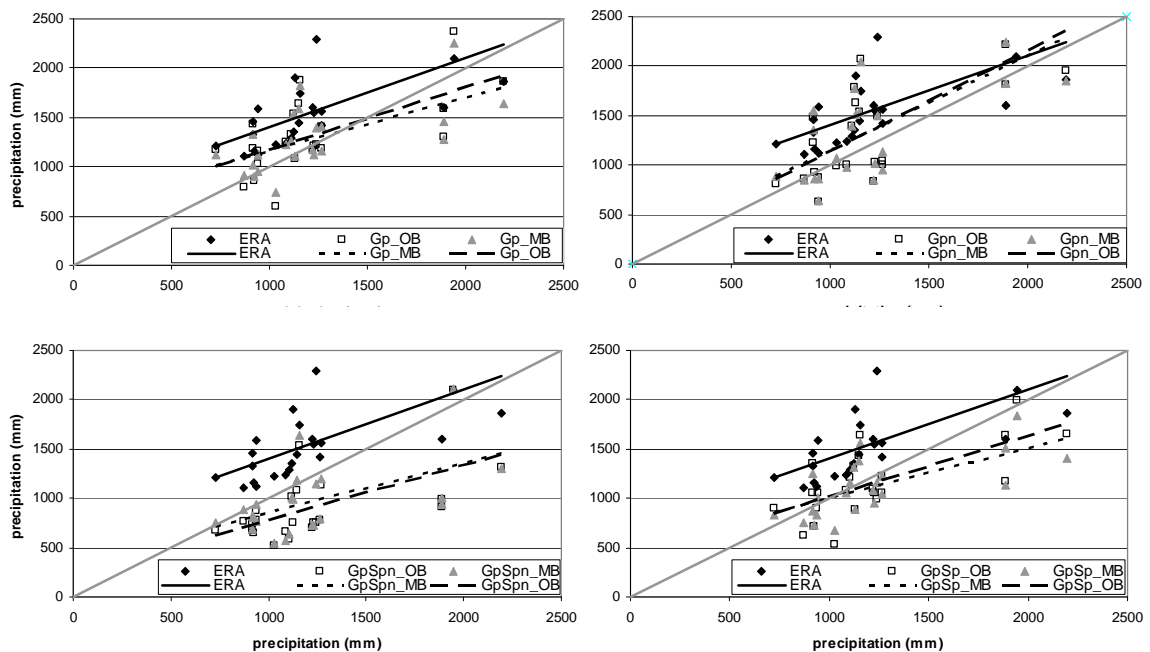 2500
2000
1500
1000
500
0
precipitation (mm)
ERA Gp_OB Gp_MB
ERA Gp_MB Gp_OB
0 500 1000 1500 2000 2500
2500
2000
1500
1000
500
0
precipitation (mm)
ERA Gpn_OB Gpn_MB
ERA Gpn_MB Gpn_OB
0 500 1000 1500 2000 2500
2500
2000
1500
1000
500
0
precipitation (mm)
ERA GpSpn_OB GpSpn_MB
ERA GpSpn_MB GpSpn_OB
0 500 1000 1500 2000 2500
precipitation (mm)
2500
2000
1500
1000
500
0
ERA GpSp_OB GpSp_MB
ERA GpSp_MB GpSp_OB
0 500 1000 1500 2000 2500
precipitation (mm)